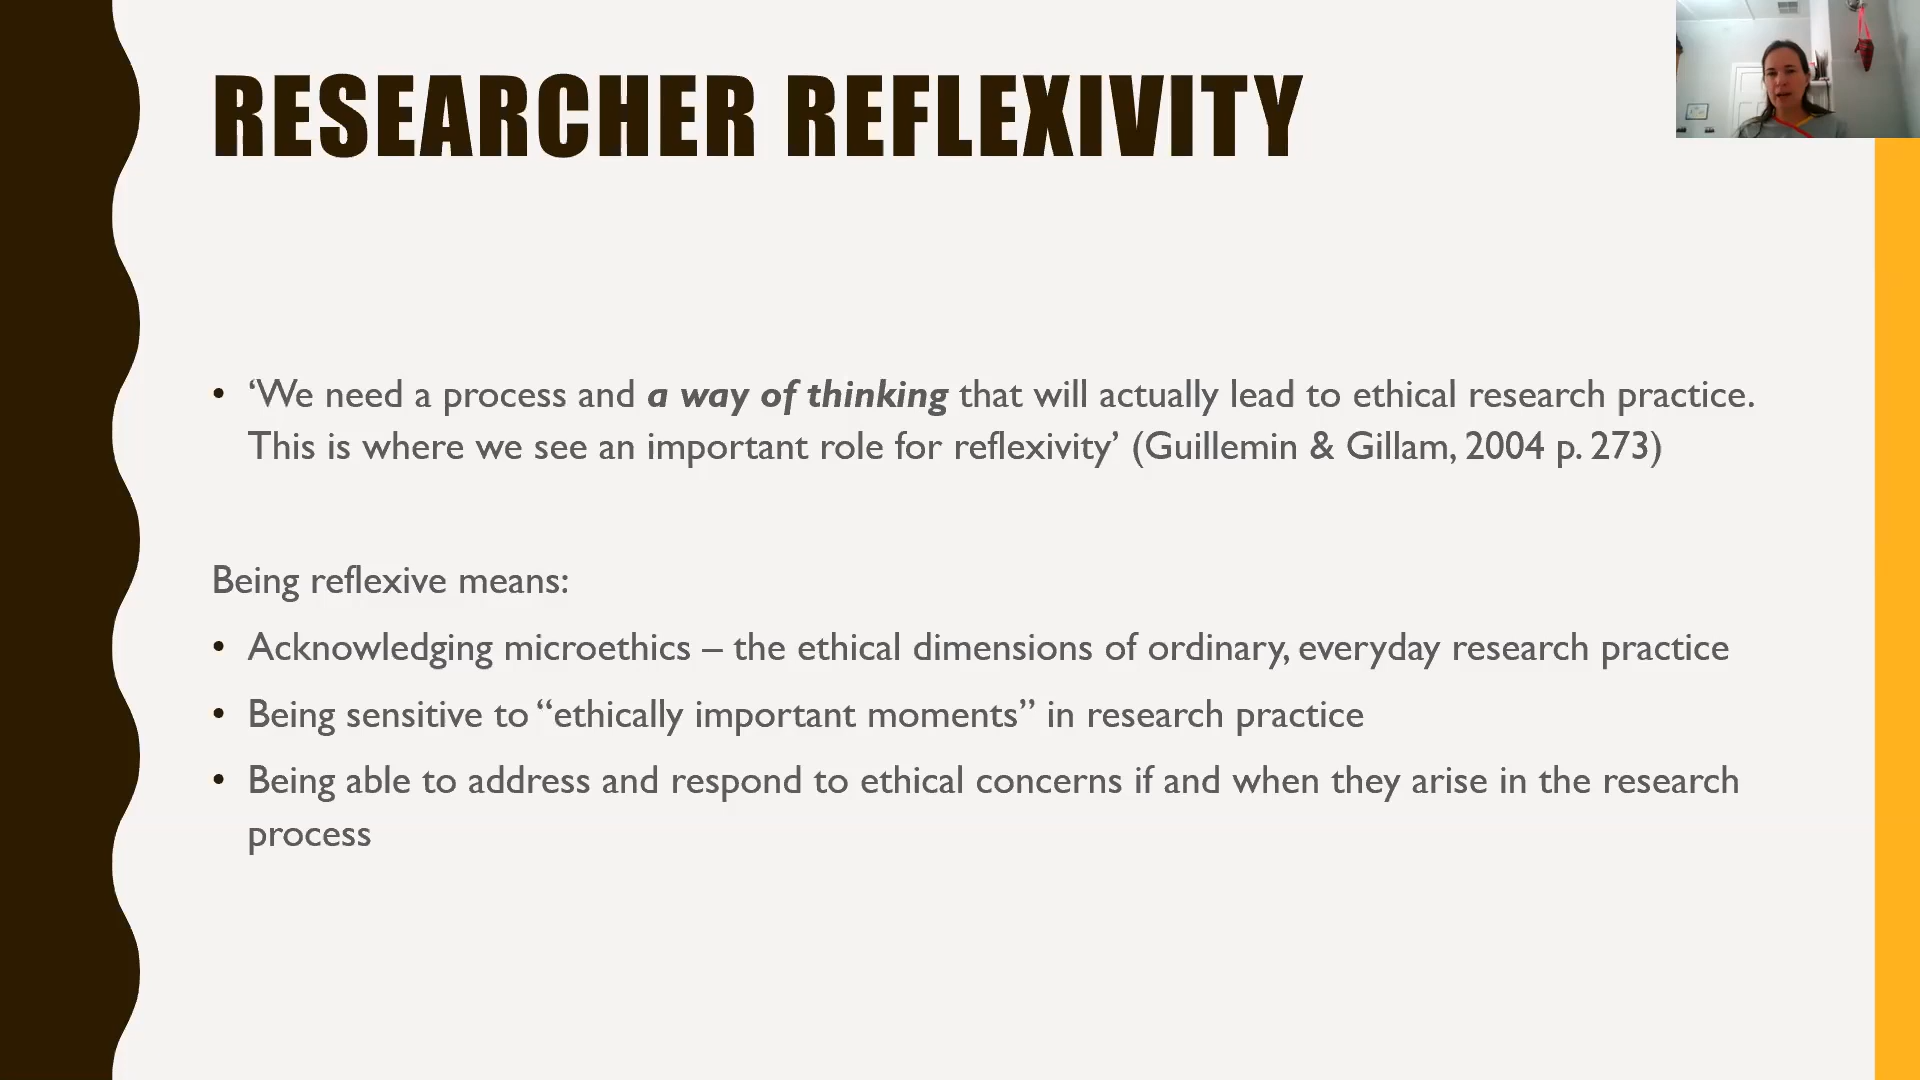 RESEARCHER REFLEXIVITY
• ‘We need a process and a way of thinking that will actually lead to ethical research practice.
This is where we see an important role for reflexivity’ (Guillemin & Gillam, 2004 p. 273)
Being reflexive means:
• Acknowledging microethics – the ethical dimensions of ordinary, everyday research practice
• Being sensitive to “ethically important moments” in research practice
• Being able to address and respond to ethical concerns if and when they arise in the research
process